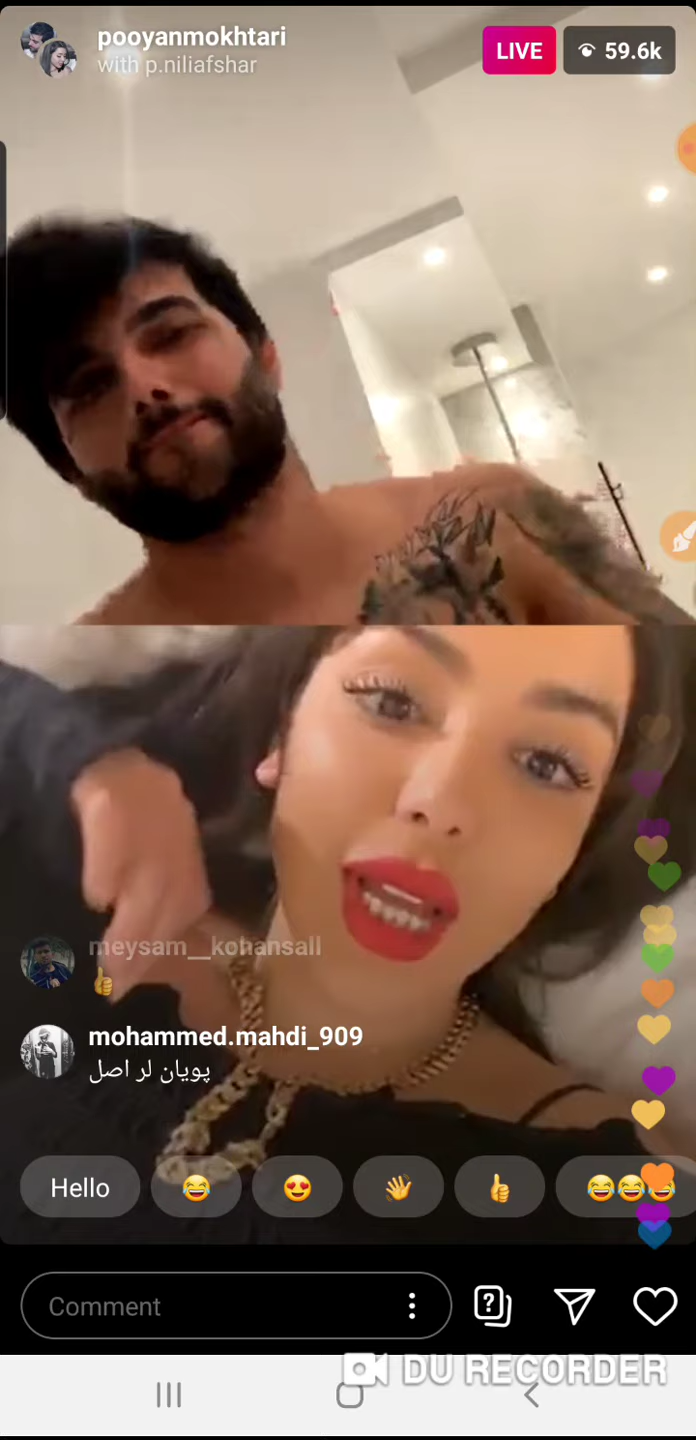 pooyanmokhtari
with p.niliafshar
LIVE
59.6k
meysam__kohansall
👍
mohammed.mahdi_909
پویان لر اصل
Hello 😂 😍 👋 👍 😂😂😂
Comment
DU RECORDER